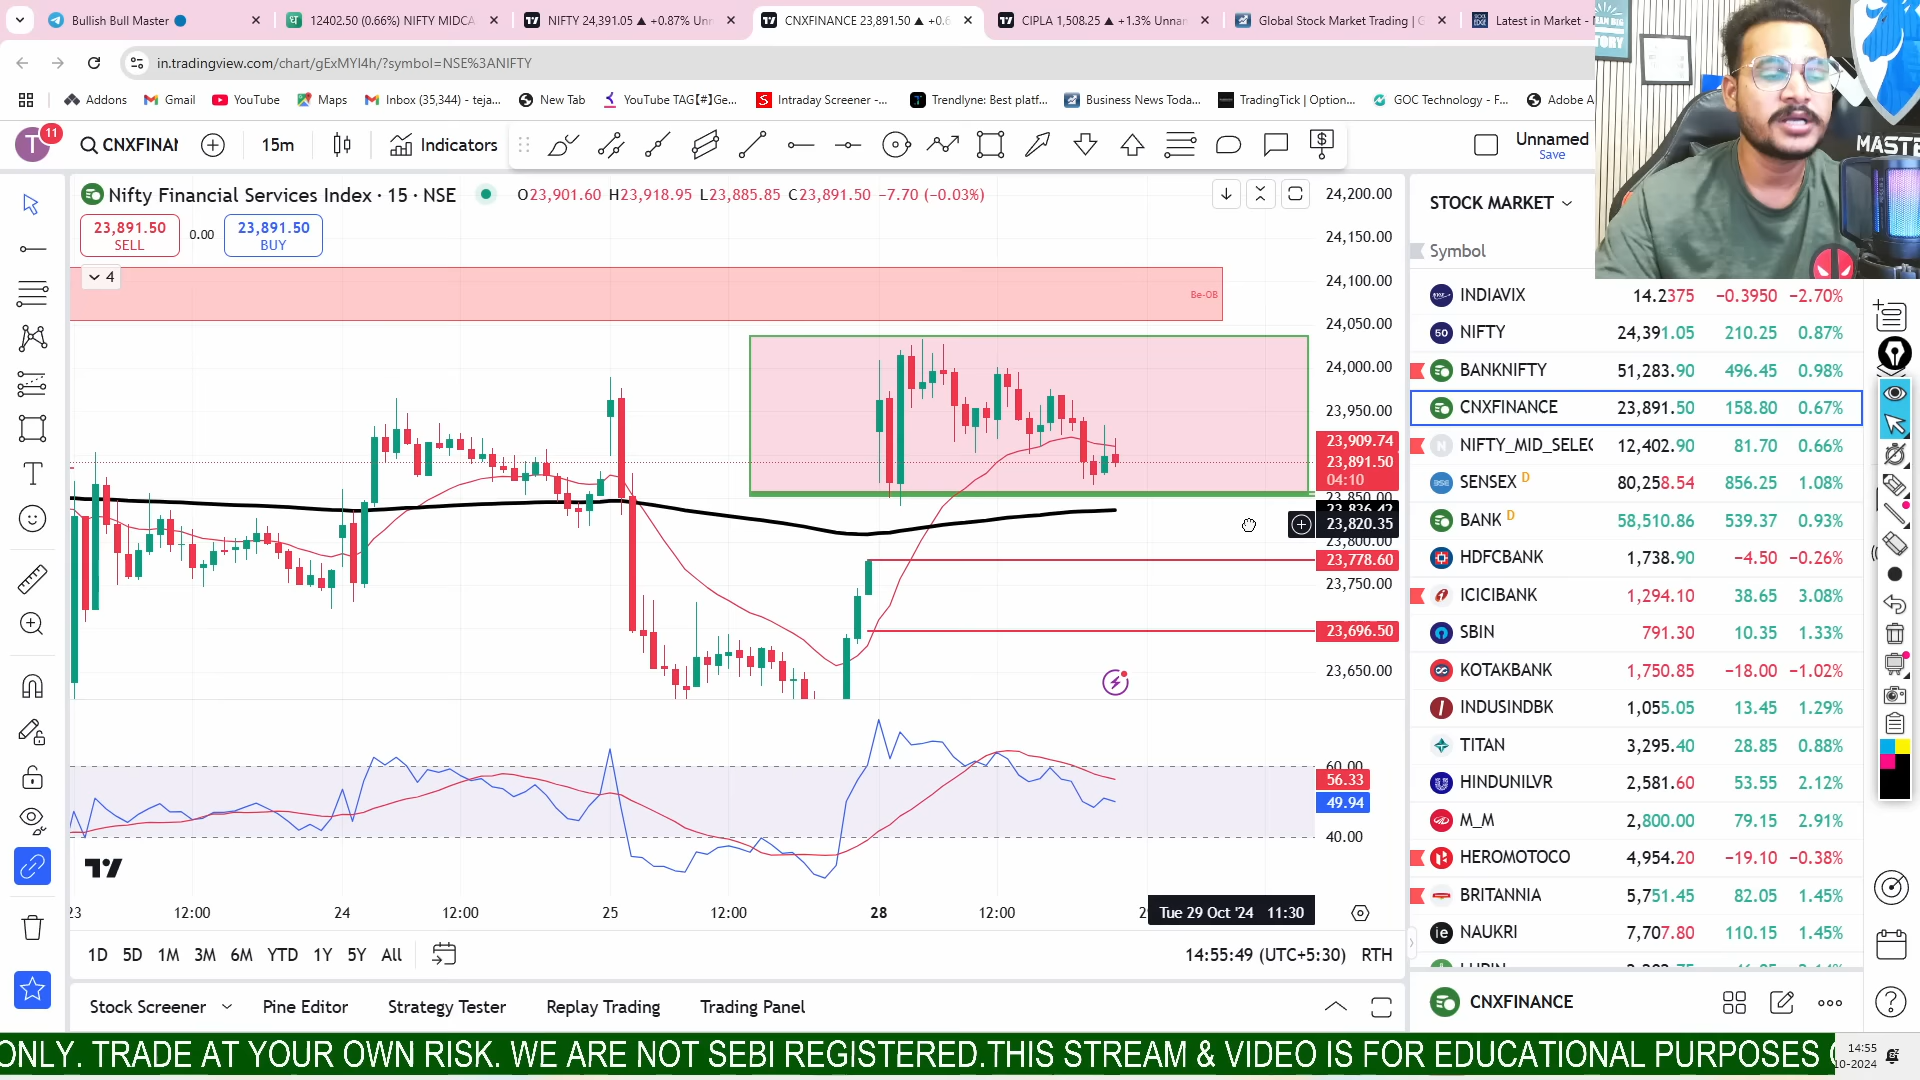 Bullish Bull Master
12402.50 (0.66%) NIFTY MIDCA
NIFTY 24,391.05 ▲ +0.87% Unn
CNXFINANCE 23,891.50 ▲ +0.6
CIPLA 1,508.25 ▲ +1.3% Unnar
Global Stock Market Trading | G
Latest in Market -
in.tradingview.com/chart/gExMYI4h/?symbol=NSE%3ANIFTY
Addons
Gmail
YouTube
Maps
Inbox (35,344) - teja...
New Tab
YouTube TAG[#]Ge...
Intraday Screener -...
Trendlyne: Best platf...
Business News Toda...
TradingTick | Option...
GOC Technology - F...
Adobe A
T 11
CNXFINAN
15m
Indicators
Unnamed
Save
TORY
MASTE
Nifty Financial Services Index · 15 · NSE
O23,901.60 H23,918.95 L23,885.85 C23,891.50 −7.70 (−0.03%)
23,891.50
SELL
0.00
23,891.50
BUY
4
Be-OB
24,200.00
24,150.00
24,100.00
24,050.00
24,000.00
23,950.00
23,909.74
23,891.50
04:10
23,850.00
23,836.42
23,820.35
23,800.00
23,778.60
23,750.00
23,696.50
23,650.00
60.00
56.33
49.94
40.00
23
12:00
24
12:00
25
12:00
28
12:00
Tue 29 Oct '24 11:30
1D 5D 1M 3M 6M YTD 1Y 5Y All
14:55:49 (UTC+5:30) RTH
Stock Screener
Pine Editor
Strategy Tester
Replay Trading
Trading Panel
STOCK MARKET
Symbol
INDIAVIX 14.2375 −0.3950 −2.70%
NIFTY 24,391.05 210.25 0.87%
BANKNIFTY 51,283.90 496.45 0.98%
CNXFINANCE 23,891.50 158.80 0.67%
NIFTY_MID_SELEC 12,402.90 81.70 0.66%
SENSEX D 80,258.54 856.25 1.08%
BANK D 58,510.86 539.37 0.93%
HDFCBANK 1,738.90 −4.50 −0.26%
ICICIBANK 1,294.10 38.65 3.08%
SBIN 791.30 10.35 1.33%
KOTAKBANK 1,750.85 −18.00 −1.02%
INDUSINDBK 1,055.05 13.45 1.29%
TITAN 3,295.40 28.85 0.88%
HINDUNILVR 2,581.60 53.55 2.12%
M_M 2,800.00 79.15 2.91%
HEROMOTOCO 4,954.20 −19.10 −0.38%
BRITANNIA 5,751.45 82.05 1.45%
NAUKRI 7,707.80 110.15 1.45%
CNXFINANCE
ONLY. TRADE AT YOUR OWN RISK. WE ARE NOT SEBI REGISTERED.THIS STREAM & VIDEO IS FOR EDUCATIONAL PURPOSES
14:55
10-2024